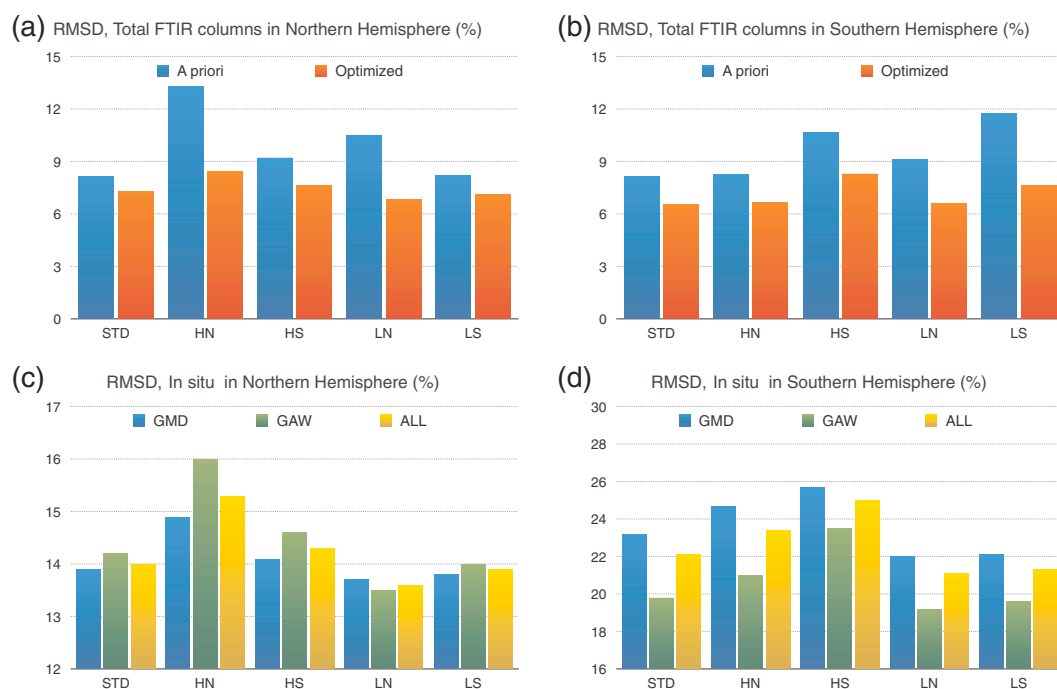 (a) RMSD, Total FTIR columns in Northern Hemisphere (%)
15
A priori Optimized
12
9
6
3
0
STD HN HS LN LS
(b) RMSD, Total FTIR columns in Southern Hemisphere (%)
15
A priori Optimized
12
9
6
3
0
STD HN HS LN LS
(c) RMSD, In situ in Northern Hemisphere (%)
17
GMD GAW ALL
16
15
14
13
12
STD HN HS LN LS
(d) RMSD, In situ in Southern Hemisphere (%)
30
GMD GAW ALL
28
26
24
22
20
18
16
STD HN HS LN LS